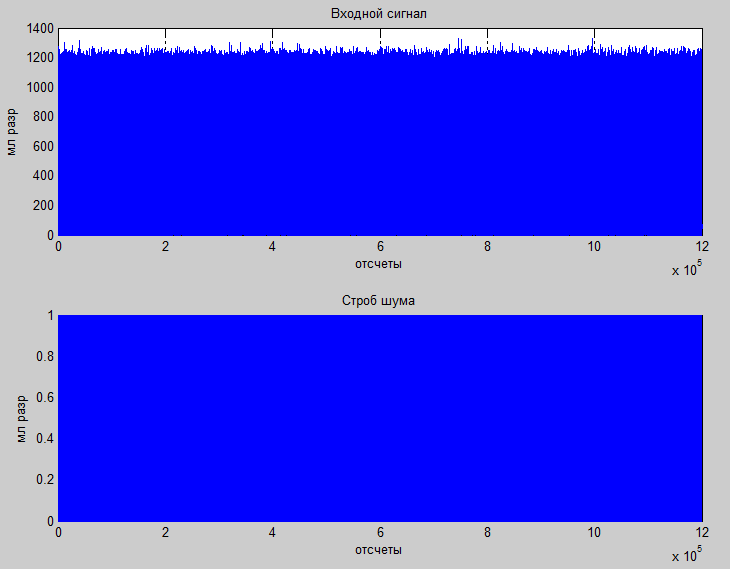 Входной сигнал
1400
1200
1000
800
600
400
200
0
мл разр
0 2 4 6 8 10 12
отсчеты
x 10^5
Строб шума
1
0.8
0.6
0.4
0.2
0
мл разр
0 2 4 6 8 10 12
отсчеты
x 10^5